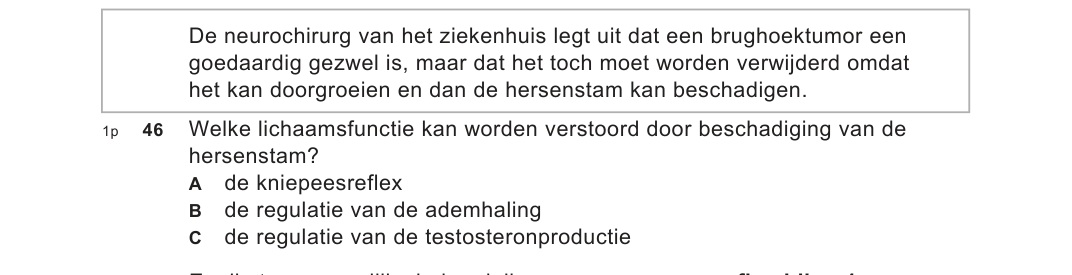 De neurochirurg van het ziekenhuis legt uit dat een brughoektumor een
goedaardig gezwel is, maar dat het toch moet worden verwijderd omdat
het kan doorgroeien en dan de hersenstam kan beschadigen.
1p 46 Welke lichaamsfunctie kan worden verstoord door beschadiging van de
hersenstam?
A de kniepeesreflex
B de regulatie van de ademhaling
C de regulatie van de testosteronproductie